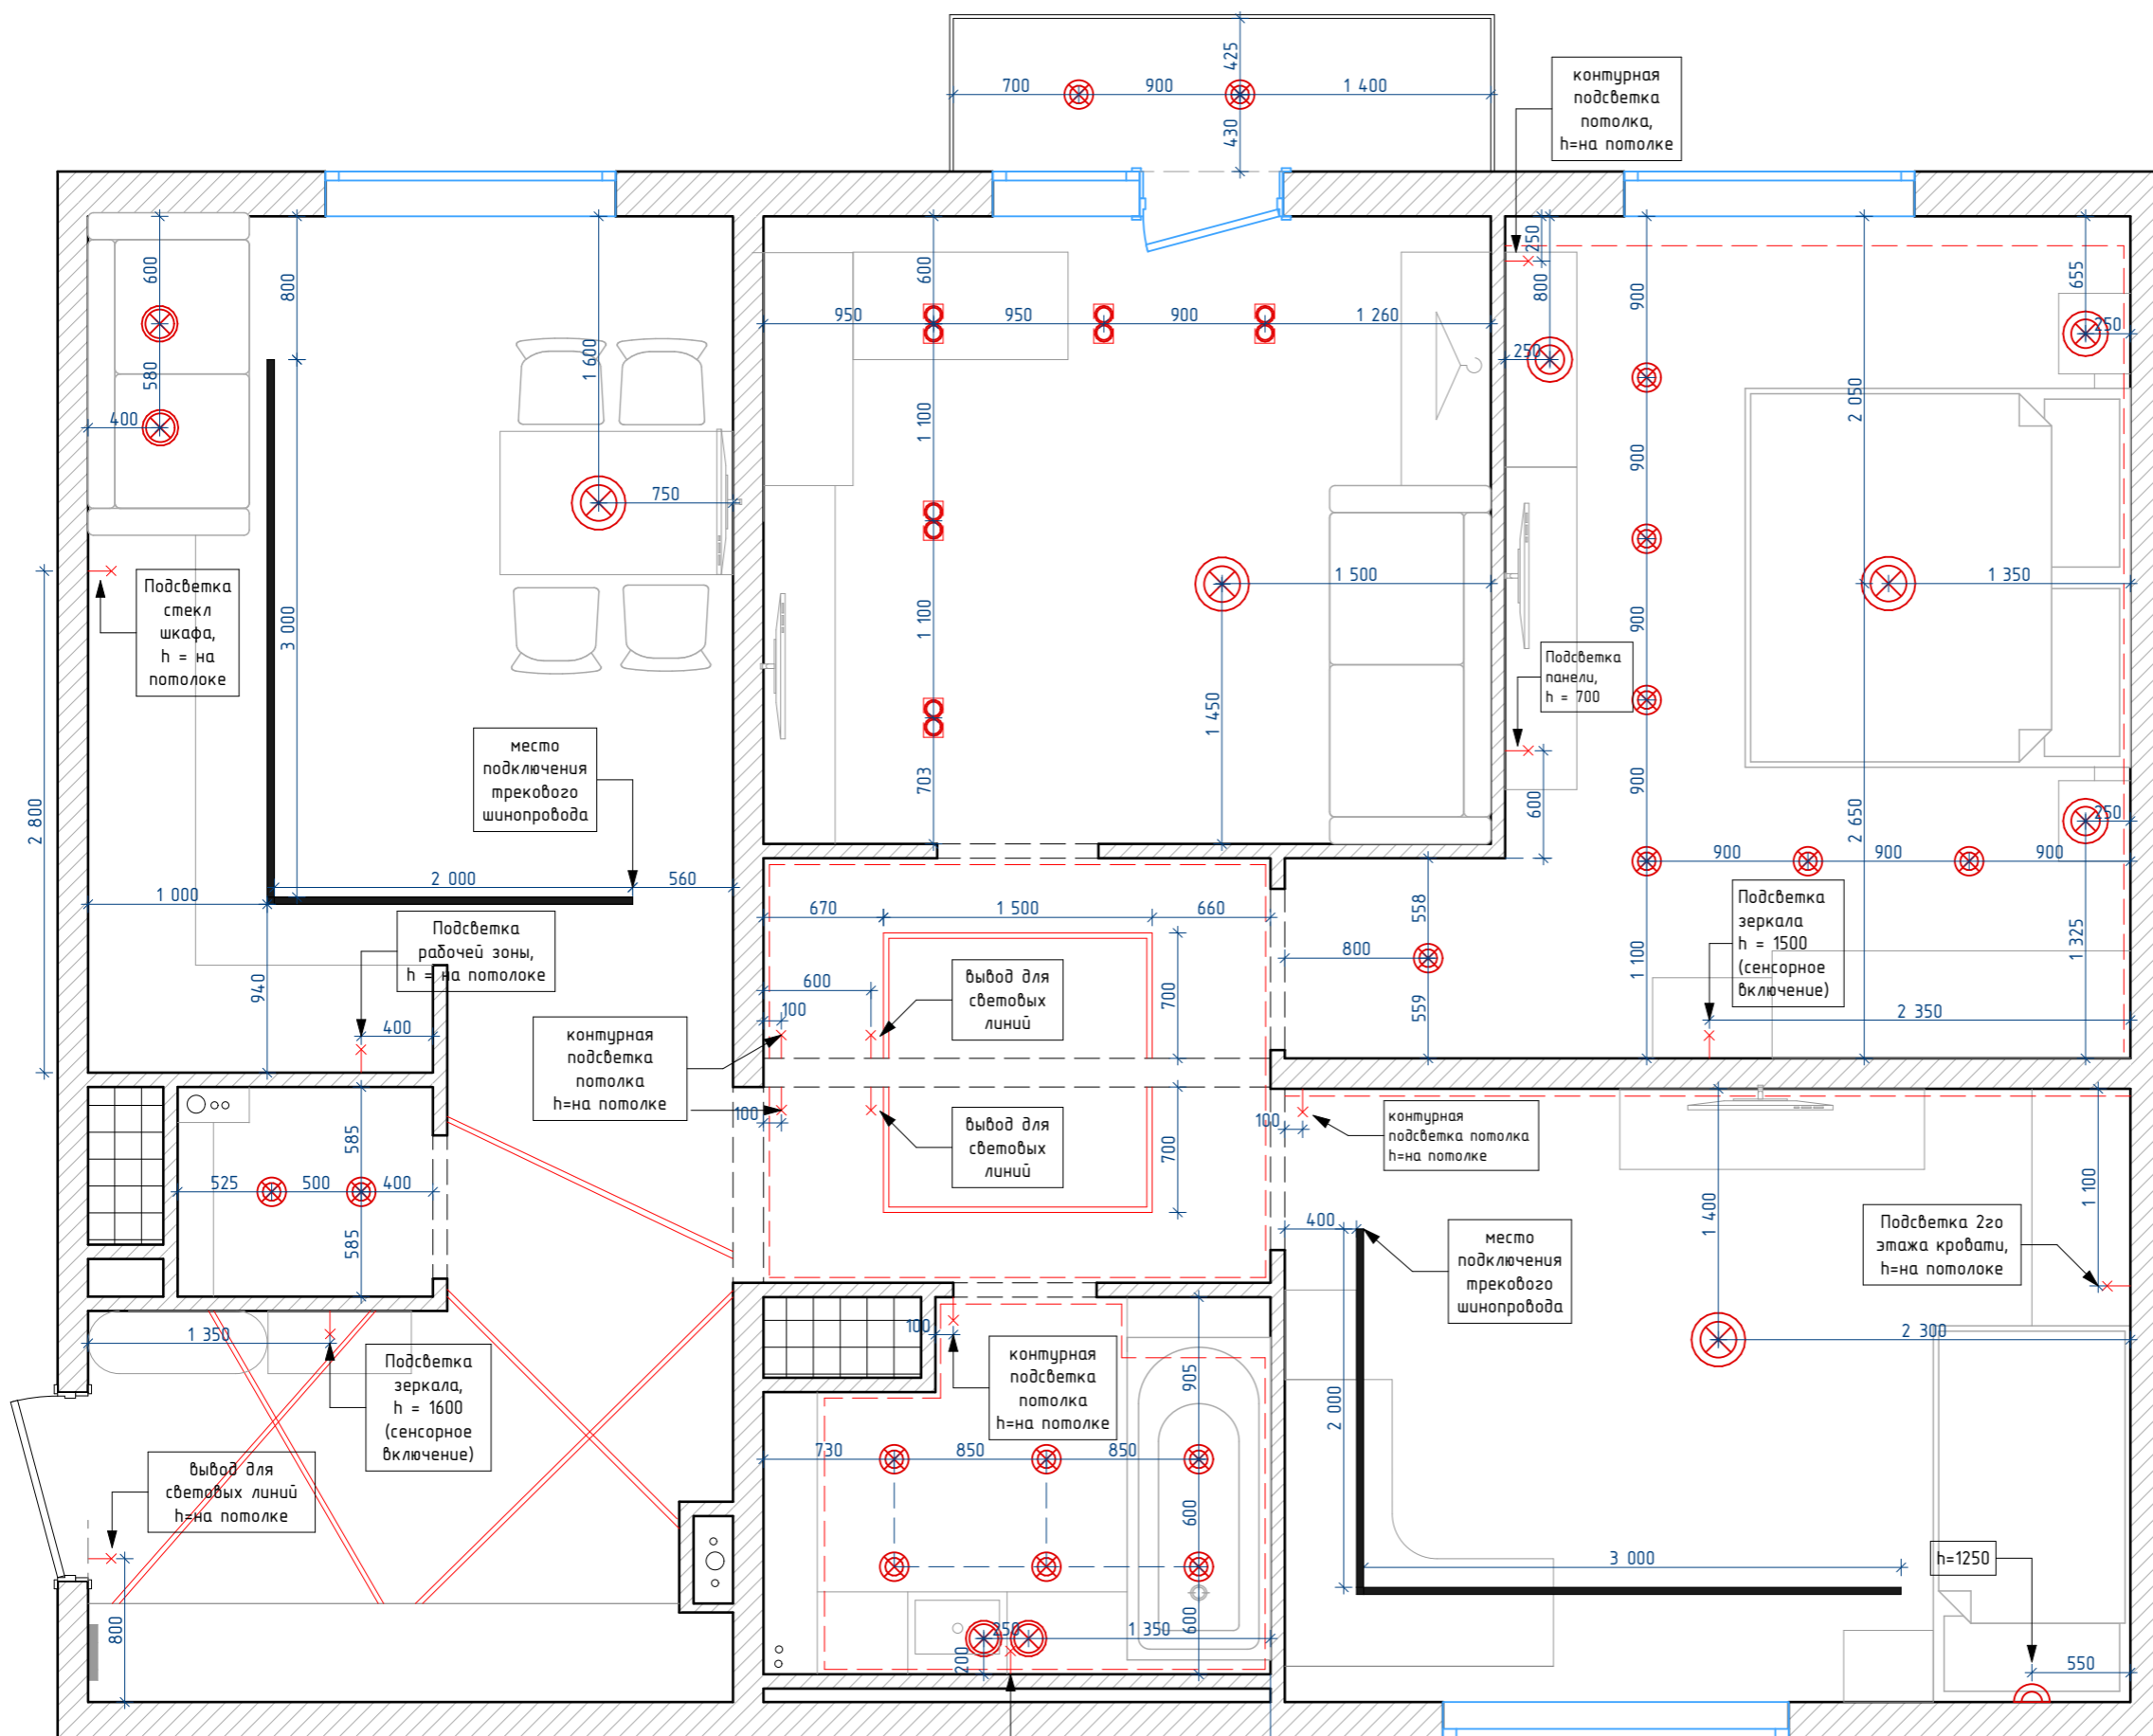 425
700
900
1 400
430
контурная
подсветка
потолка,
h=на потолке
600
800
1 600
600
250
800
900
2 050
655
950
950
900
1 260
250
250
580
400
1 100
900
750
Подсветка
стекл
шкафа,
h = на
потолоке
3 000
2 800
1 100
1 500
900
1 350
Подсветка
панели,
h = 700
1 450
место
подключения
трекового
шинопровода
703
600
900
2 650
250
2 000
560
1 000
900
900
900
670
1 500
660
558
Подсветка
рабочей зоны,
h = на потолоке
Подсветка
зеркала
h = 1500
(сенсорное
включение)
800
1 100
1 325
940
600
вывод для
световых
линий
700
559
100
2 350
400
контурная
подсветка
потолка
h=на потолке
100
вывод для
световых
линий
700
100
контурная
подсветка потолка
h=на потолке
585
525
500
400
585
1 100
1 400
400
место
подключения
трекового
шинопровода
Подсветка 2го
этажа кровати,
h=на потолоке
1 350
Подсветка
зеркала,
h = 1600
(сенсорное
включение)
100
контурная
подсветка
потолка
h=на потолке
905
2 300
2 000
730
850
850
вывод для
световых линий
h=на потолке
600
3 000
h=1250
800
250
1 350
600
200
550